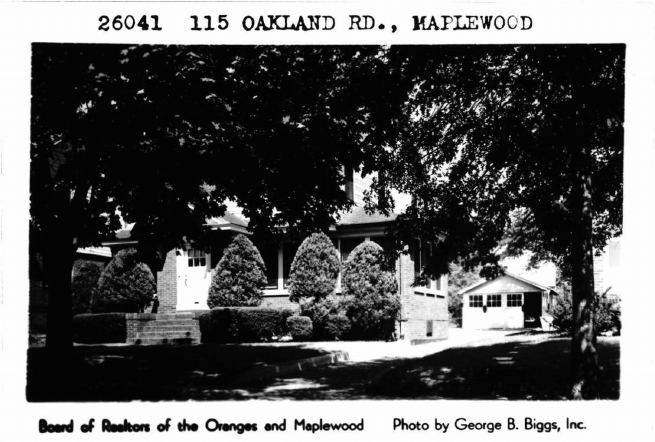 26041 115 OAKLAND RD., MAPLEWOOD
Board of Realtors of the Oranges and Maplewood Photo by George B. Biggs, Inc.